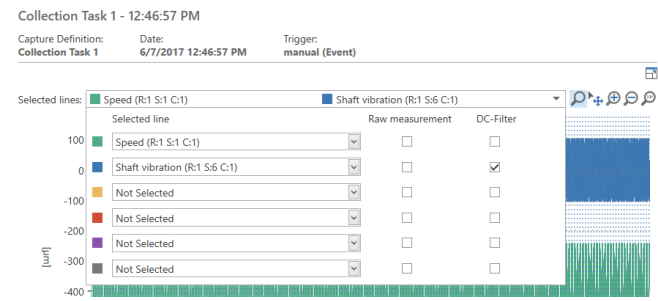 Collection Task 1 - 12:46:57 PM
Capture Definition: Date: Trigger:
Collection Task 1 6/7/2017 12:46:57 PM manual (Event)
Selected lines: Speed (R:1 S:1 C:1) Shaft vibration (R:1 S:6 C:1)
Selected line Raw measurement DC-Filter
100 Speed (R:1 S:1 C:1)
0 Shaft vibration (R:1 S:6 C:1)
Not Selected
-100
Not Selected
-200
Not Selected
-300
Not Selected
-400
[µm]